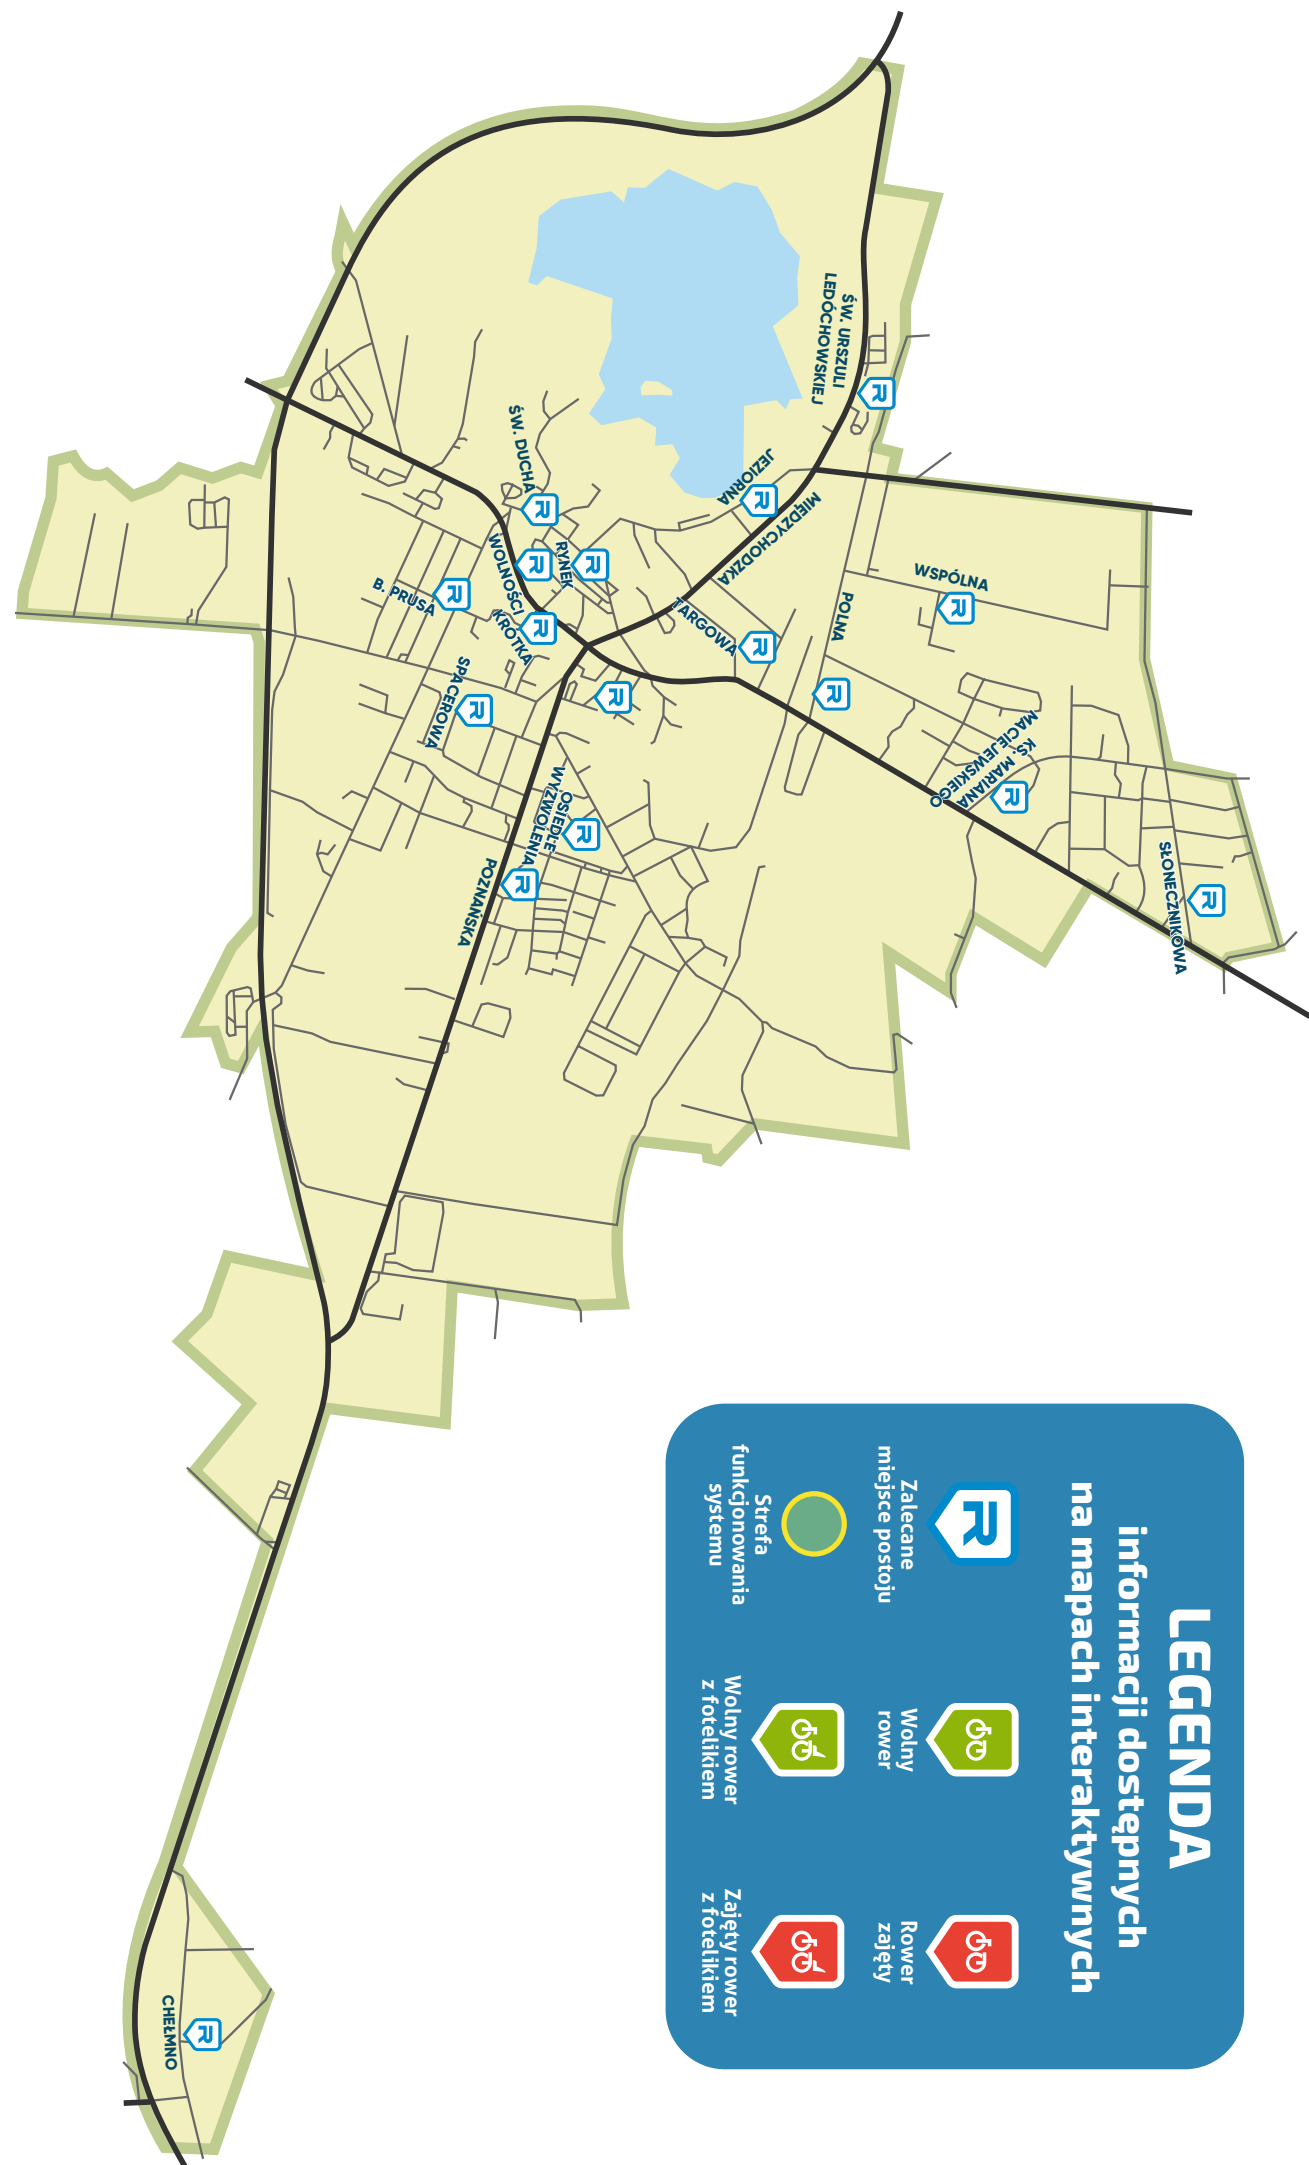 ŚW. URSZULI
LEDÓCHOWSKIEJ
R
JEZIORNA
R
MIĘDZYCHODZKA
ŚW. DUCHA
R
RYNEK
R
WOLNOŚCI
R
B. PRUSA
R
KRÓTKA
R
TARGOWA
R
POLNA
R
WSPÓLNA
R
R
SPACEROWA
R
KS. MARIANA
MACIEJEWSKIEGO
R
OSIEDLE
WYZWOLENIA
R
R
POZNAŃSKA
SŁONECZNIKOWA
R
CHEŁMNO
R
LEGENDA
informacji dostępnych
na mapach interaktywnych
R
Zalecane
miejsce postoju
Wolny
rower
Rower
zajęty
Strefa
funkcjonowania
systemu
Wolny rower
z fotelikiem
Zajęty rower
z fotelikiem